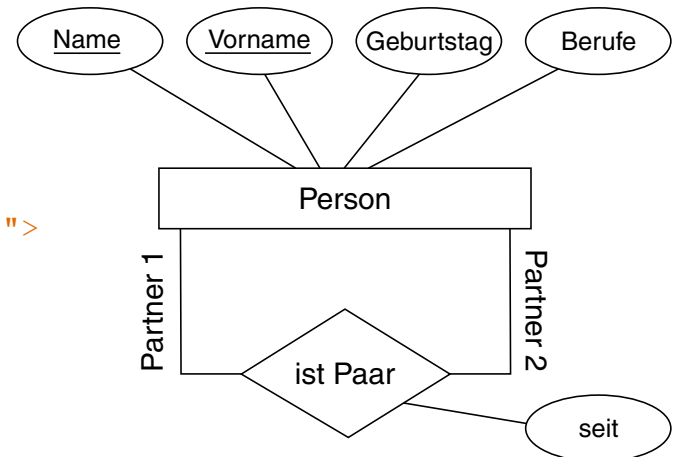 Name
Vorname
Geburtstag
Berufe
Person
">
Partner 1
Partner 2
ist Paar
seit